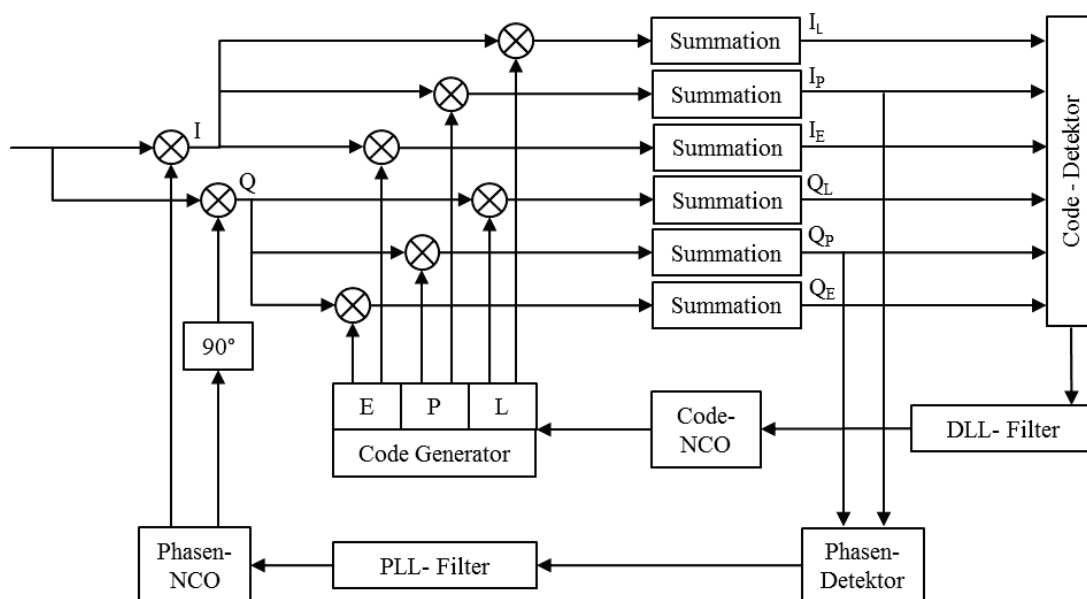 Summation
I_L
Summation
I_P
I
Summation
I_E
Q
Summation
Q_L
Summation
Q_P
Summation
Q_E
Code - Detektor
90°
E
P
L
Code Generator
Code-
NCO
DLL- Filter
Phasen-
NCO
PLL- Filter
Phasen-
Detektor